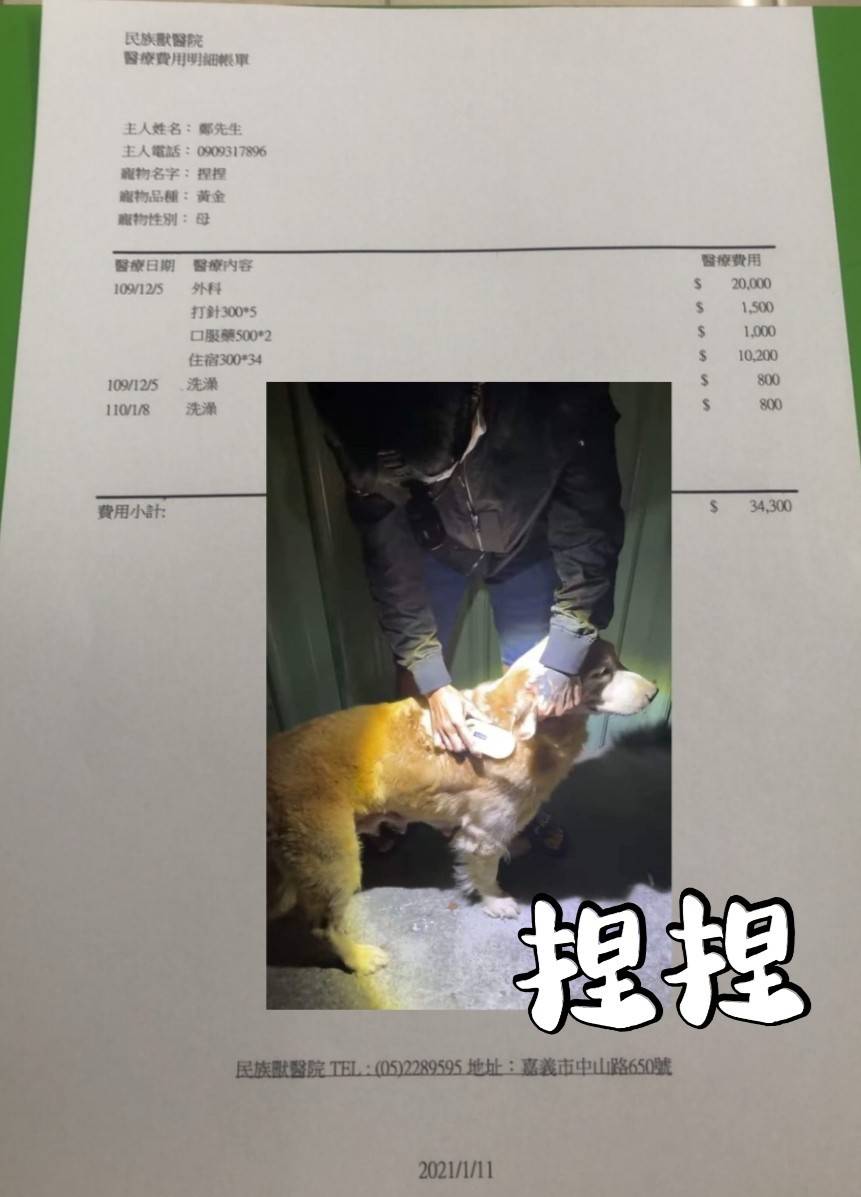 民族獸醫院
醫療費用明細帳單
主人姓名：鄭先生
主人電話：0909317896
寵物名字：捏捏
寵物品種：黃金
寵物性別：母
醫療日期 醫療內容 醫療費用
109/12/5 外科 $ 20,000
打針300*5 $ 1,500
口服藥500*2 $ 1,000
住宿300*34 $ 10,200
109/12/5 洗澡 $ 800
110/1/8 洗澡 $ 800
費用小計: $ 34,300
捏捏
民族獸醫院 TEL : (05)2289595 地址：嘉義市中山路650號
2021/1/11